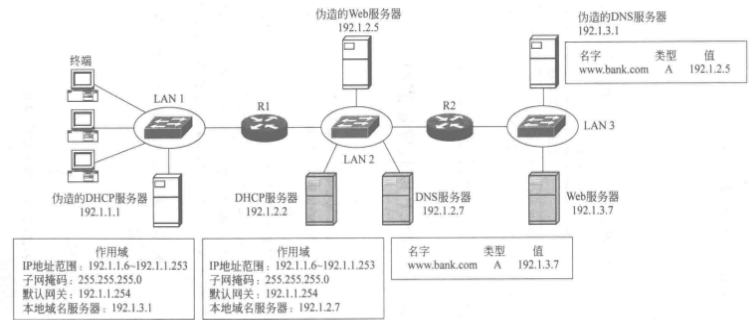 伪造的Web服务器
192.1.2.5
伪造的DNS服务器
192.1.3.1
名字 类型 值
www.bank.com A 192.1.2.5
终端
LAN 1
R1
R2
LAN 2
LAN 3
伪造的DHCP服务器
192.1.1.1
DHCP服务器
192.1.2.2
DNS服务器
192.1.2.7
Web服务器
192.1.3.7
作用域
IP地址范围：192.1.1.6~192.1.1.253
子网掩码：255.255.255.0
默认网关：192.1.1.254
本地域名服务器：192.1.3.1
作用域
IP地址范围：192.1.1.6~192.1.1.253
子网掩码：255.255.255.0
默认网关：192.1.1.254
本地域名服务器：192.1.2.7
名字 类型 值
www.bank.com A 192.1.3.7